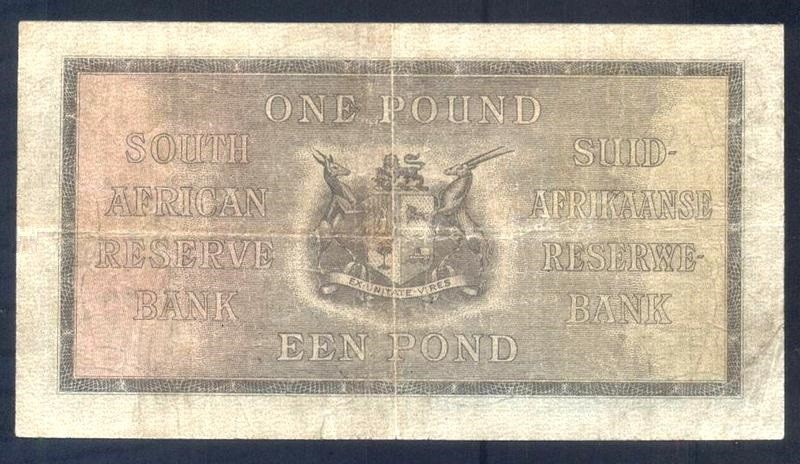 ONE POUND
SOUTH
AFRICAN
RESERVE
BANK
SUID-
AFRIKAANSE
RESERWE-
BANK
EX·UNITATE·VIRES
EEN POND